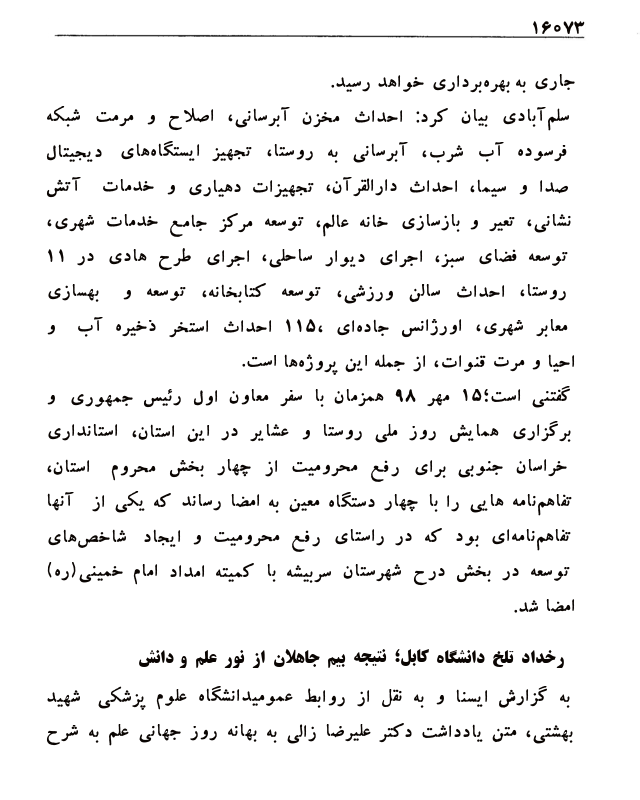 ۱۶۰۷۳
جاری به بهره‌برداری خواهد رسید.
سلم‌آبادی بیان کرد: احداث مخزن آبرسانی، اصلاح و مرمت شبکه
فرسوده آب شرب، آبرسانی به روستا، تجهیز ایستگاه‌های دیجیتال
صدا و سیما، احداث دارالقرآن، تجهیزات دهیاری و خدمات آتش
نشانی، تعیر و بازسازی خانه عالم، توسعه مرکز جامع خدمات شهری،
توسعه فضای سبز، اجرای دیوار ساحلی، اجرای طرح هادی در ۱۱
روستا، احداث سالن ورزشی، توسعه کتابخانه، توسعه و بهسازی
معابر شهری، اورژانس جاده‌ای ۱۱۵، احداث استخر ذخیره آب و
احیا و مرت قنوات، از جمله این پروژه‌ها است.
گفتنی است؛۱۵ مهر ۹۸ همزمان با سفر معاون اول رئیس جمهوری و
برگزاری همایش روز ملی روستا و عشایر در این استان، استانداری
خراسان جنوبی برای رفع محرومیت از چهار بخش محروم استان،
تفاهم‌نامه هایی را با چهار دستگاه معین به امضا رساند که یکی از آنها
تفاهم‌نامه‌ای بود که در راستای رفع محرومیت و ایجاد شاخص‌های
توسعه در بخش درح شهرستان سربیشه با کمیته امداد امام خمینی(ره)
امضا شد.
رخداد تلخ دانشگاه کابل؛ نتیجه بیم جاهلان از نور علم و دانش
به گزارش ایسنا و به نقل از روابط عمومیدانشگاه علوم پزشکی شهید
بهشتی، متن یادداشت دکتر علیرضا زالی به بهانه روز جهانی علم به شرح